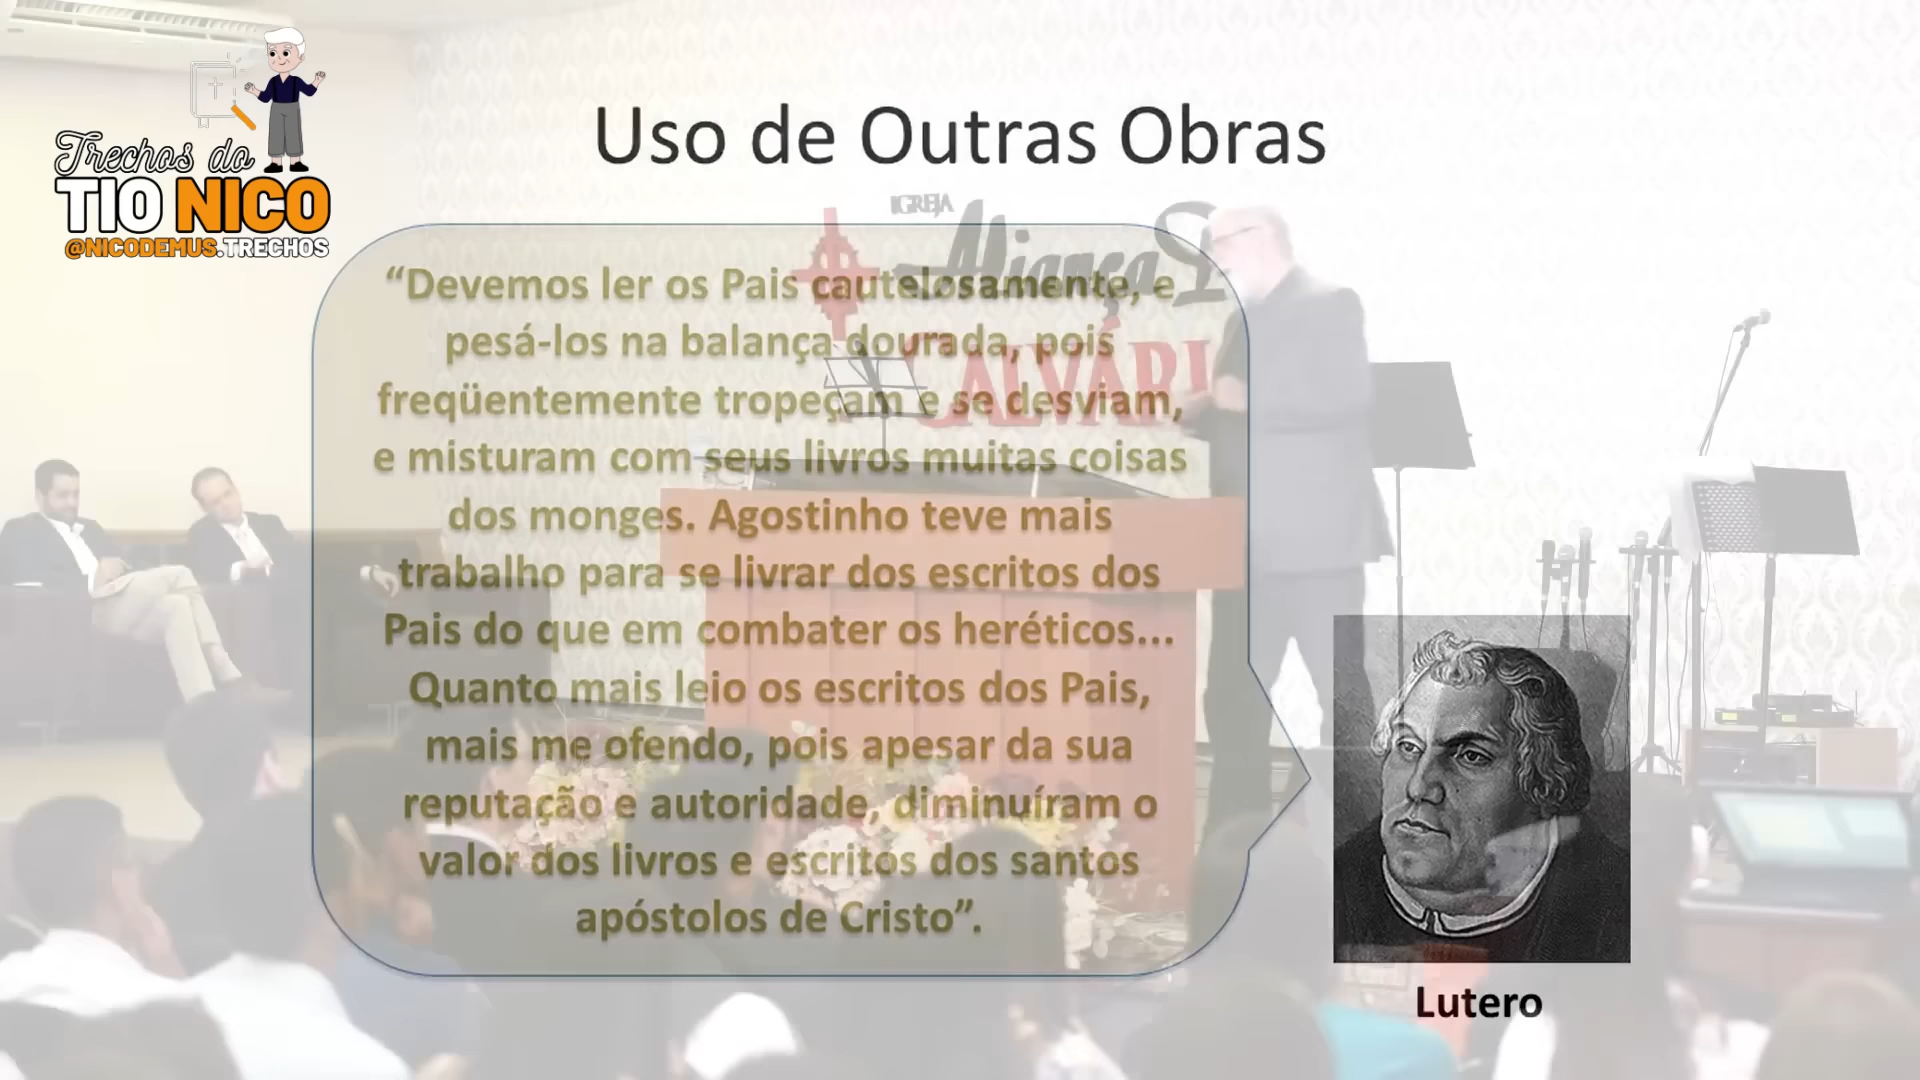 Trechos do
TIO NICO
@NICODEMUS.TRECHOS
Uso de Outras Obras
IGREJA
Aliança D
CALVÁRI
“Devemos ler os Pais cautelosamente, e
pesá-los na balança dourada, pois
freqüentemente tropeçam e se desviam,
e misturam com seus livros muitas coisas
dos monges. Agostinho teve mais
trabalho para se livrar dos escritos dos
Pais do que em combater os heréticos...
Quanto mais leio os escritos dos Pais,
mais me ofendo, pois apesar da sua
reputação e autoridade, diminuíram o
valor dos livros e escritos dos santos
apóstolos de Cristo”.
Lutero